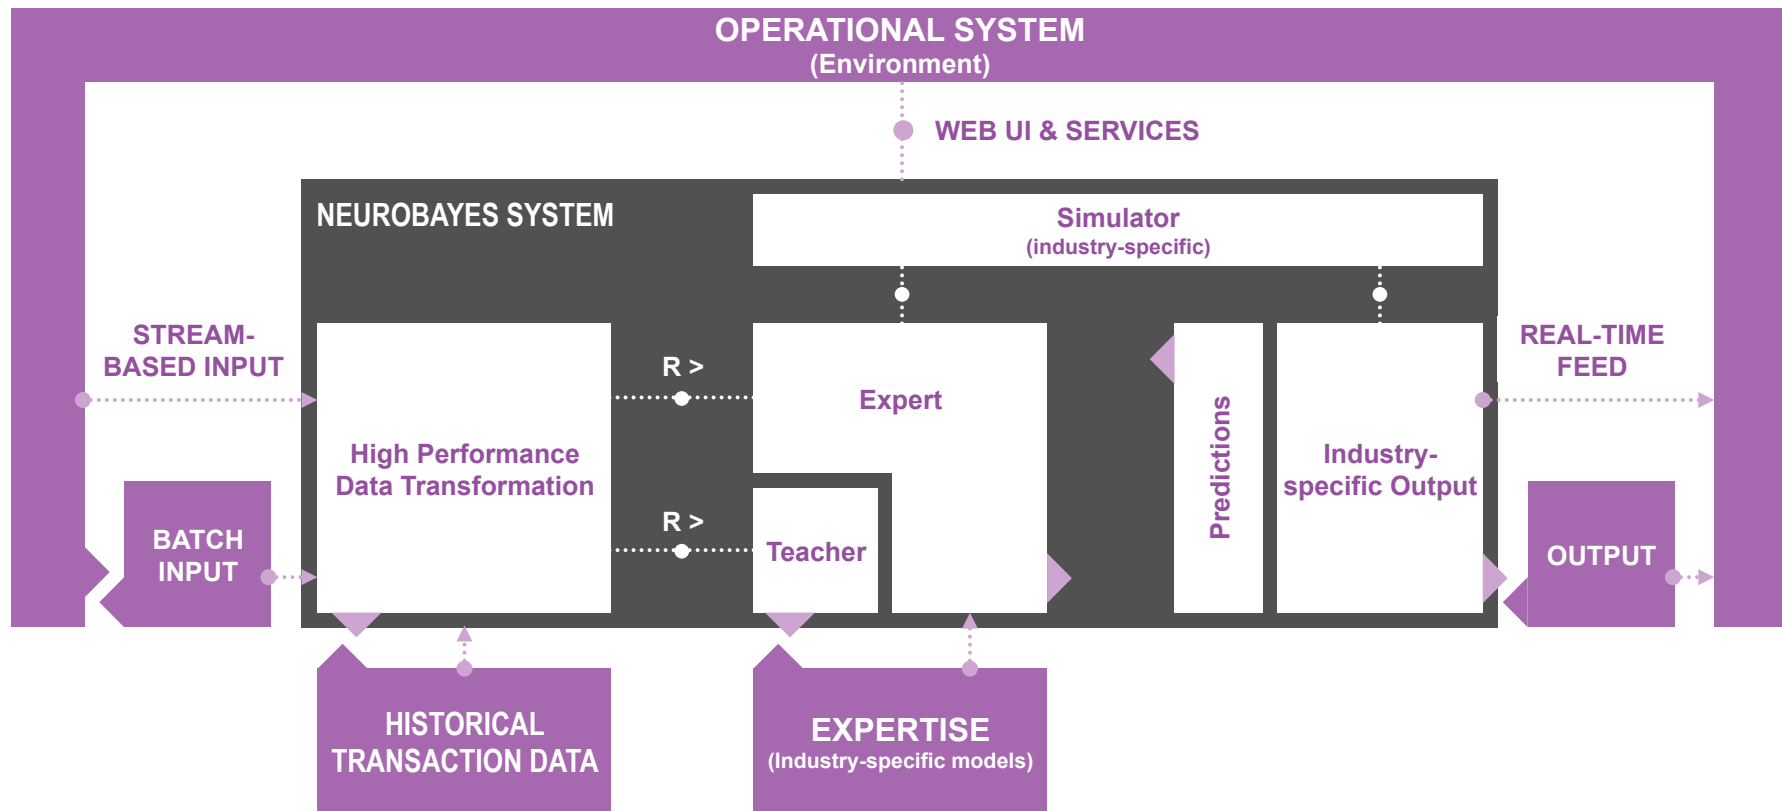 OPERATIONAL SYSTEM
(Environment)
WEB UI & SERVICES
NEUROBAYES SYSTEM
Simulator
(industry-specific)
STREAM-
BASED INPUT
R >
Expert
REAL-TIME
FEED
High Performance
Data Transformation
Predictions
Industry-
specific Output
BATCH
INPUT
R >
Teacher
OUTPUT
HISTORICAL
TRANSACTION DATA
EXPERTISE
(Industry-specific models)